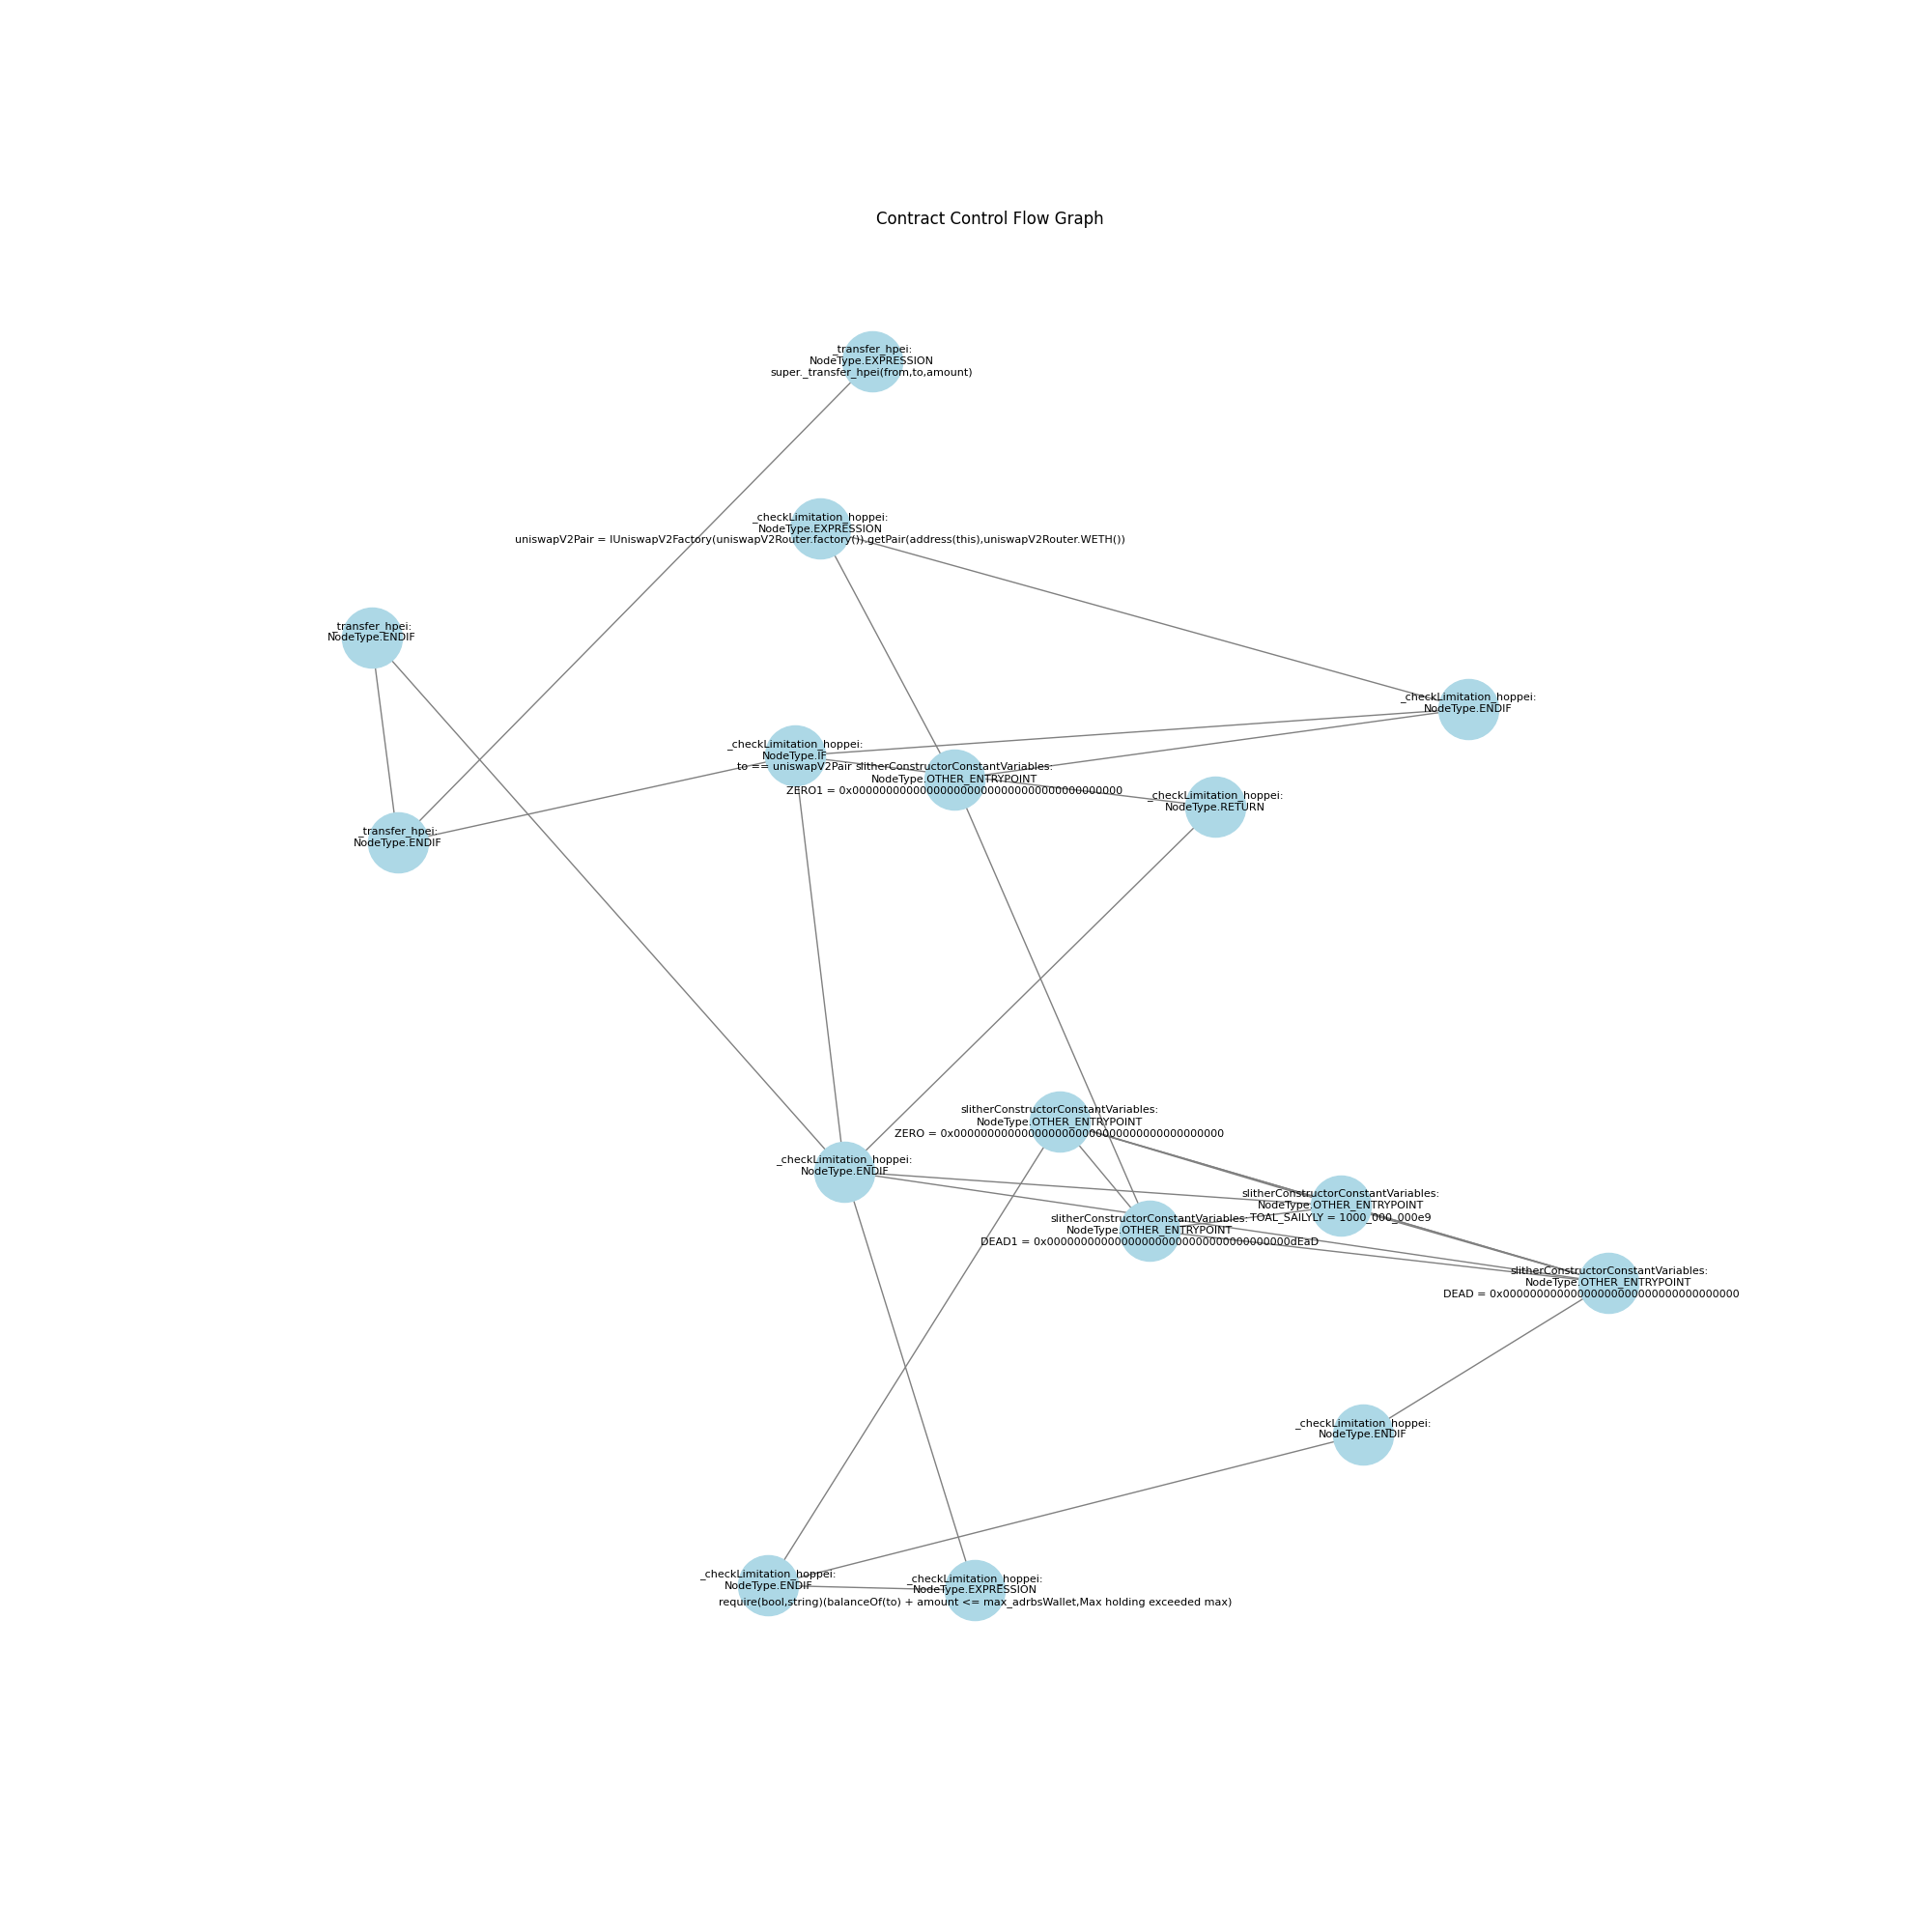 Contract Control Flow Graph
_transfer_hpei:
NodeType.EXPRESSION
super._transfer_hpei(from,to,amount)
_checkLimitation_hoppei:
NodeType.EXPRESSION
uniswapV2Pair = IUniswapV2Factory(uniswapV2Router.factory()).getPair(address(this),uniswapV2Router.WETH())
_transfer_hpei:
NodeType.ENDIF
_checkLimitation_hoppei:
NodeType.ENDIF
_checkLimitation_hoppei:
NodeType.IF
to == uniswapV2Pair
slitherConstructorConstantVariables:
NodeType.OTHER_ENTRYPOINT
ZERO1 = 0x0000000000000000000000000000000000000000
_checkLimitation_hoppei:
NodeType.RETURN
_transfer_hpei:
NodeType.ENDIF
slitherConstructorConstantVariables:
NodeType.OTHER_ENTRYPOINT
ZERO = 0x0000000000000000000000000000000000000000
_checkLimitation_hoppei:
NodeType.ENDIF
slitherConstructorConstantVariables:
NodeType.OTHER_ENTRYPOINT
TOAL_SAILYLY = 1000_000_000e9
slitherConstructorConstantVariables:
NodeType.OTHER_ENTRYPOINT
DEAD1 = 0x000000000000000000000000000000000000dEaD
slitherConstructorConstantVariables:
NodeType.OTHER_ENTRYPOINT
DEAD = 0x00000000000000000000000000000000000
_checkLimitation_hoppei:
NodeType.ENDIF
_checkLimitation_hoppei:
NodeType.ENDIF
_checkLimitation_hoppei:
NodeType.EXPRESSION
require(bool,string)(balanceOf(to) + amount <= max_adrbsWallet,Max holding exceeded max)